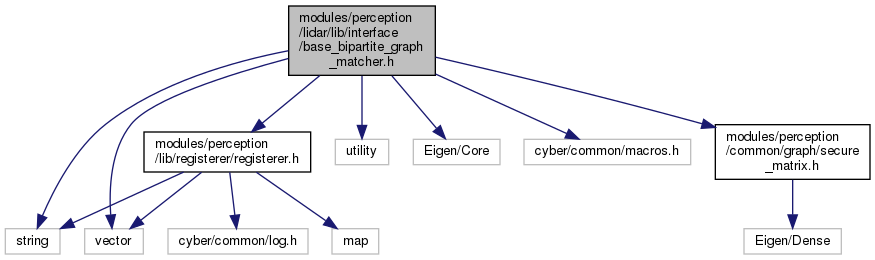 modules/perception
/lidar/lib/interface
/base_bipartite_graph
_matcher.h
modules/perception
/lib/registerer/registerer.h
utility
Eigen/Core
cyber/common/macros.h
modules/perception
/common/graph/secure
_matrix.h
string
vector
cyber/common/log.h
map
Eigen/Dense